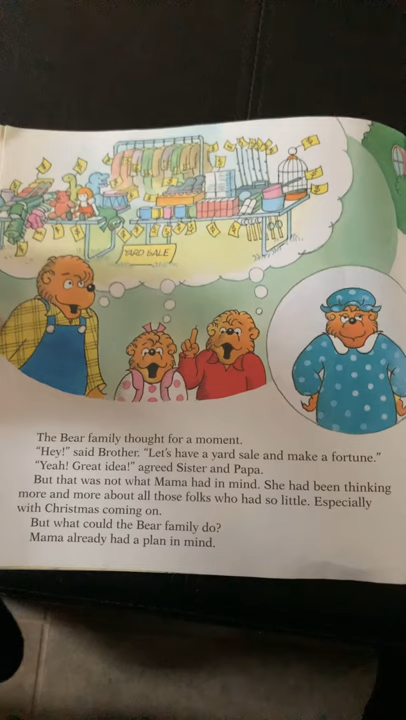 YARD SALE
The Bear family thought for a moment.
"Hey!" said Brother. "Let's have a yard sale and make a fortune."
"Yeah! Great idea!" agreed Sister and Papa.
But that was not what Mama had in mind. She had been thinking
more and more about all those folks who had so little. Especially
with Christmas coming on.
But what could the Bear family do?
Mama already had a plan in mind.